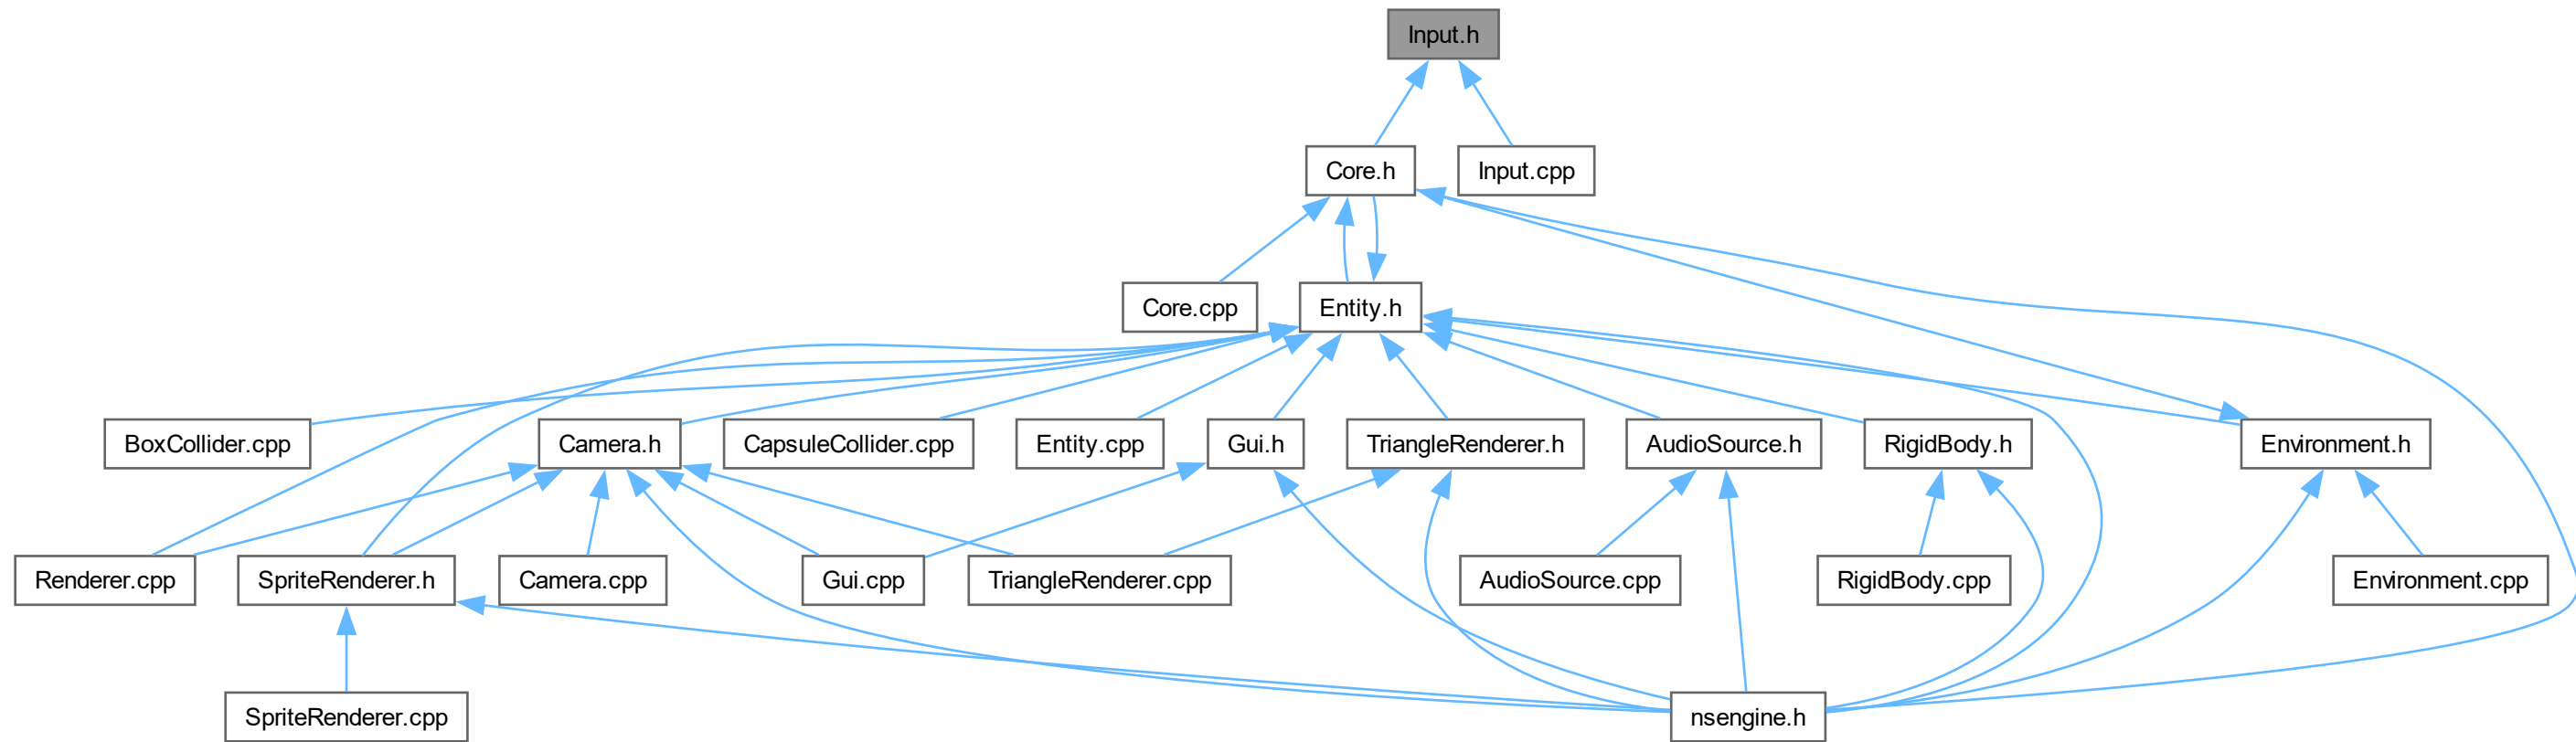 Input.h
Core.h
Input.cpp
Core.cpp
Entity.h
BoxCollider.cpp
Camera.h
CapsuleCollider.cpp
Entity.cpp
Gui.h
TriangleRenderer.h
AudioSource.h
RigidBody.h
Environment.h
Renderer.cpp
SpriteRenderer.h
Camera.cpp
Gui.cpp
TriangleRenderer.cpp
AudioSource.cpp
RigidBody.cpp
Environment.cpp
SpriteRenderer.cpp
nsengine.h